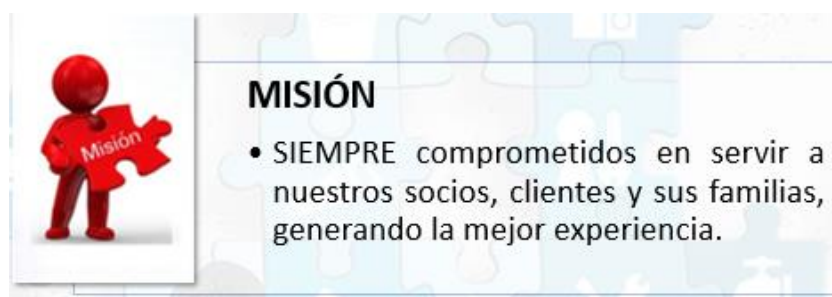 Misión
MISIÓN
• SIEMPRE comprometidos en servir a
nuestros socios, clientes y sus familias,
generando la mejor experiencia.